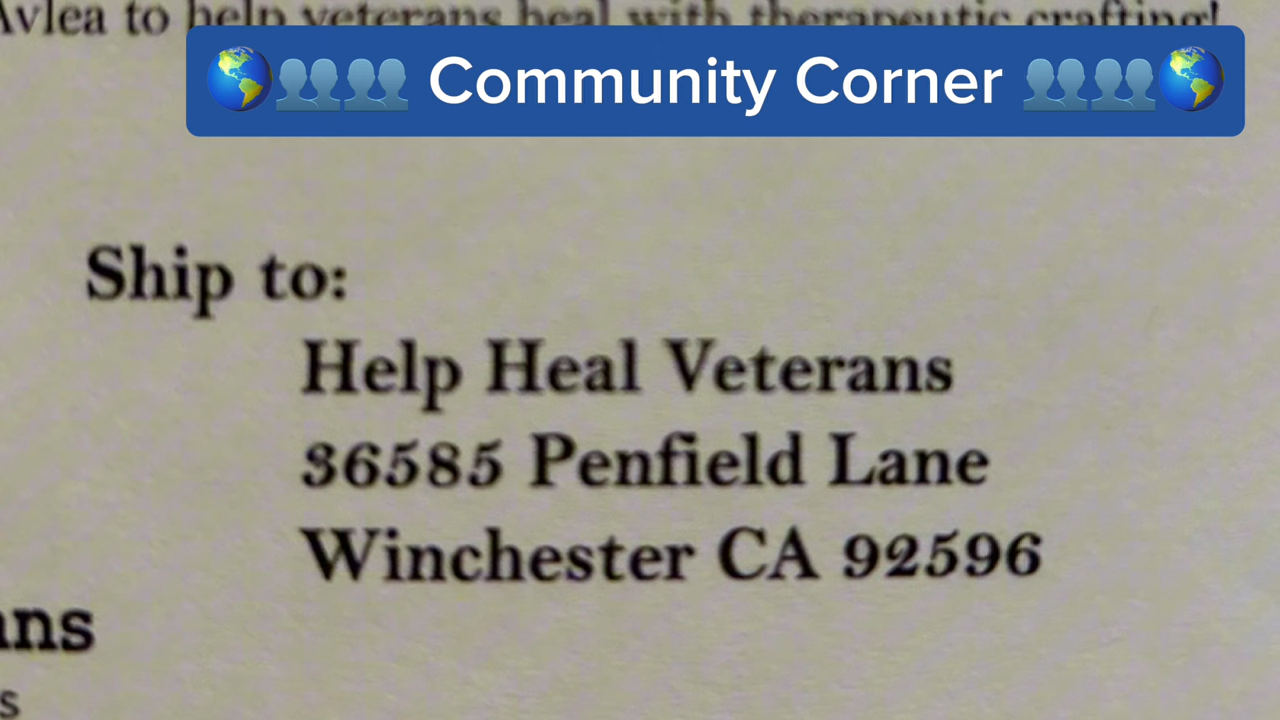 Avlea to help veterans heal with therapeutic crafting!
🌎👥👥 Community Corner 👥👥🌎
Ship to:
Help Heal Veterans
36585 Penfield Lane
Winchester CA 92596
ans
s